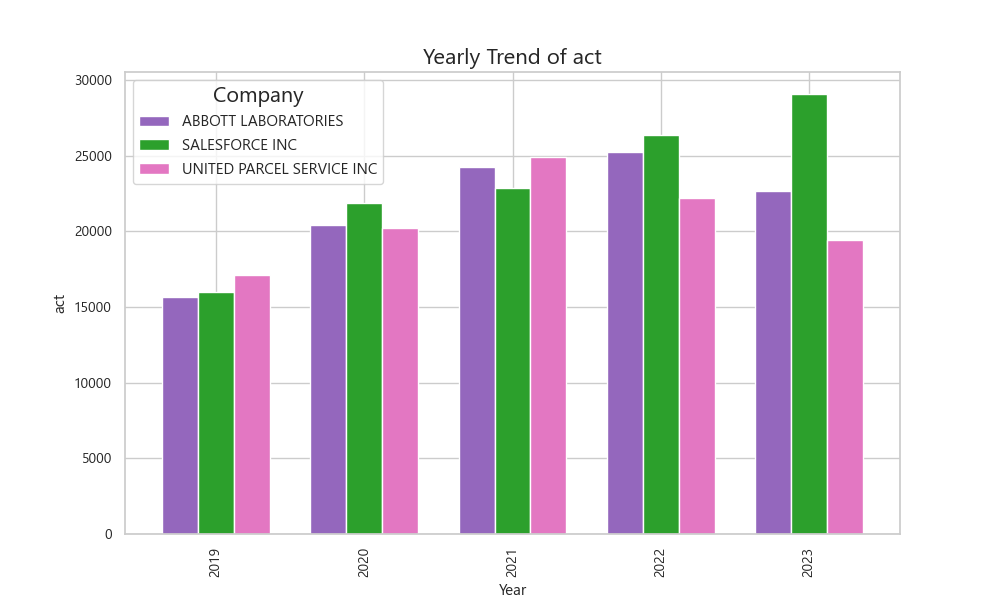 Yearly Trend of act
30000
25000
20000
15000
10000
5000
0
act
Company
ABBOTT LABORATORIES
SALESFORCE INC
UNITED PARCEL SERVICE INC
2019
2020
2021
2022
2023
Year